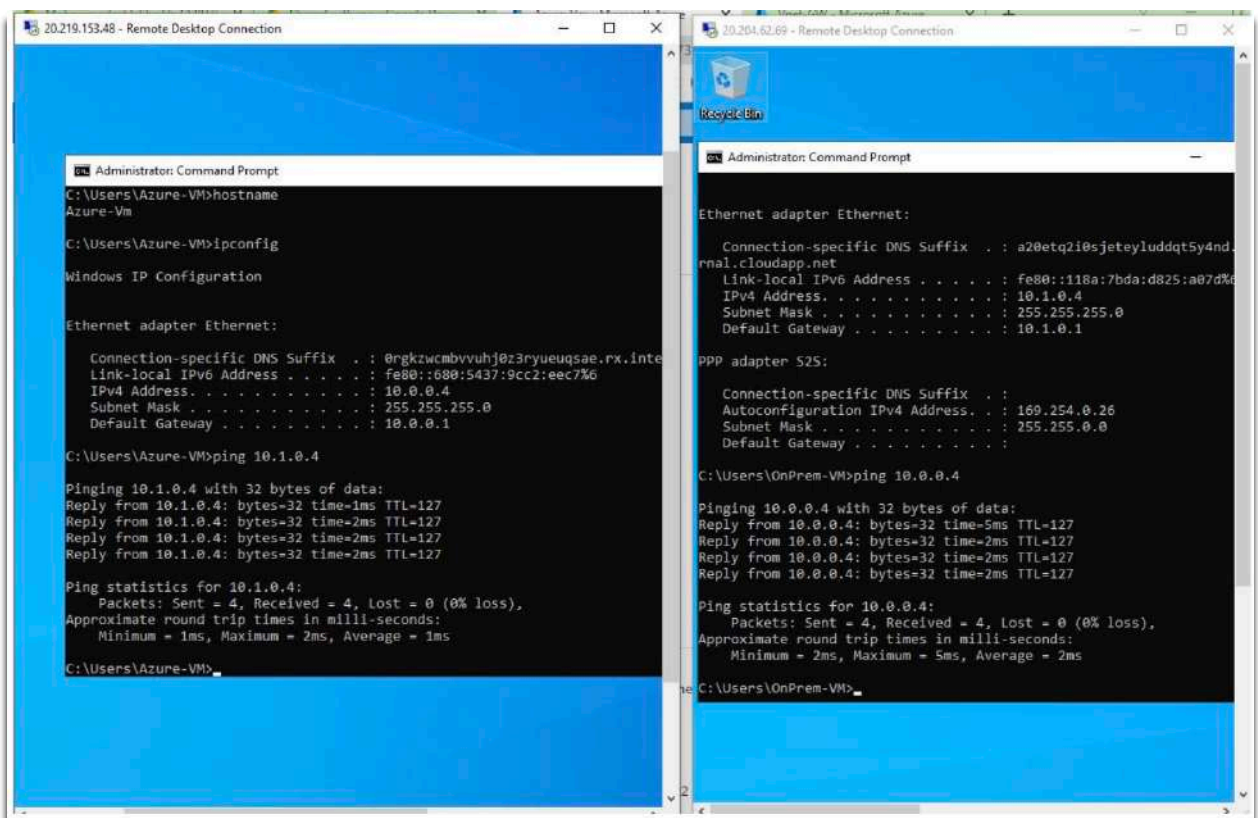 20.219.153.48 - Remote Desktop Connection
Administrator: Command Prompt
C:\Users\Azure-VM>hostname
Azure-Vm
C:\Users\Azure-VM>ipconfig
Windows IP Configuration
Ethernet adapter Ethernet:
Connection-specific DNS Suffix . : 0rgkzwcmbvvuhj0z3ryueuqsae.rx.inte
Link-local IPv6 Address . . . . . : fe80::680:5437:9cc2:eec7%6
IPv4 Address. . . . . . . . . . . : 10.0.0.4
Subnet Mask . . . . . . . . . . . : 255.255.255.0
Default Gateway . . . . . . . . . : 10.0.0.1
C:\Users\Azure-VM>ping 10.1.0.4
Pinging 10.1.0.4 with 32 bytes of data:
Reply from 10.1.0.4: bytes=32 time=1ms TTL=127
Reply from 10.1.0.4: bytes=32 time=2ms TTL=127
Reply from 10.1.0.4: bytes=32 time=2ms TTL=127
Reply from 10.1.0.4: bytes=32 time=2ms TTL=127
Ping statistics for 10.1.0.4:
Packets: Sent = 4, Received = 4, Lost = 0 (0% loss),
Approximate round trip times in milli-seconds:
Minimum = 1ms, Maximum = 2ms, Average = 1ms
C:\Users\Azure-VM>_
20.204.62.69 - Remote Desktop Connection
Recycle Bin
Administrator: Command Prompt
Ethernet adapter Ethernet:
Connection-specific DNS Suffix . : a20etq2i0sjeteyluddqt5y4nd.
rnal.cloudapp.net
Link-local IPv6 Address . . . . . : fe80::118a:7bda:d825:a07d%6
IPv4 Address. . . . . . . . . . . : 10.1.0.4
Subnet Mask . . . . . . . . . . . : 255.255.255.0
Default Gateway . . . . . . . . . : 10.1.0.1
PPP adapter S2S:
Connection-specific DNS Suffix . :
Autoconfiguration IPv4 Address. . : 169.254.0.26
Subnet Mask . . . . . . . . . . . : 255.255.0.0
Default Gateway . . . . . . . . . :
C:\Users\OnPrem-VM>ping 10.0.0.4
Pinging 10.0.0.4 with 32 bytes of data:
Reply from 10.0.0.4: bytes=32 time=5ms TTL=127
Reply from 10.0.0.4: bytes=32 time=2ms TTL=127
Reply from 10.0.0.4: bytes=32 time=2ms TTL=127
Reply from 10.0.0.4: bytes=32 time=2ms TTL=127
Ping statistics for 10.0.0.4:
Packets: Sent = 4, Received = 4, Lost = 0 (0% loss),
Approximate round trip times in milli-seconds:
Minimum = 2ms, Maximum = 5ms, Average = 2ms
C:\Users\OnPrem-VM>_